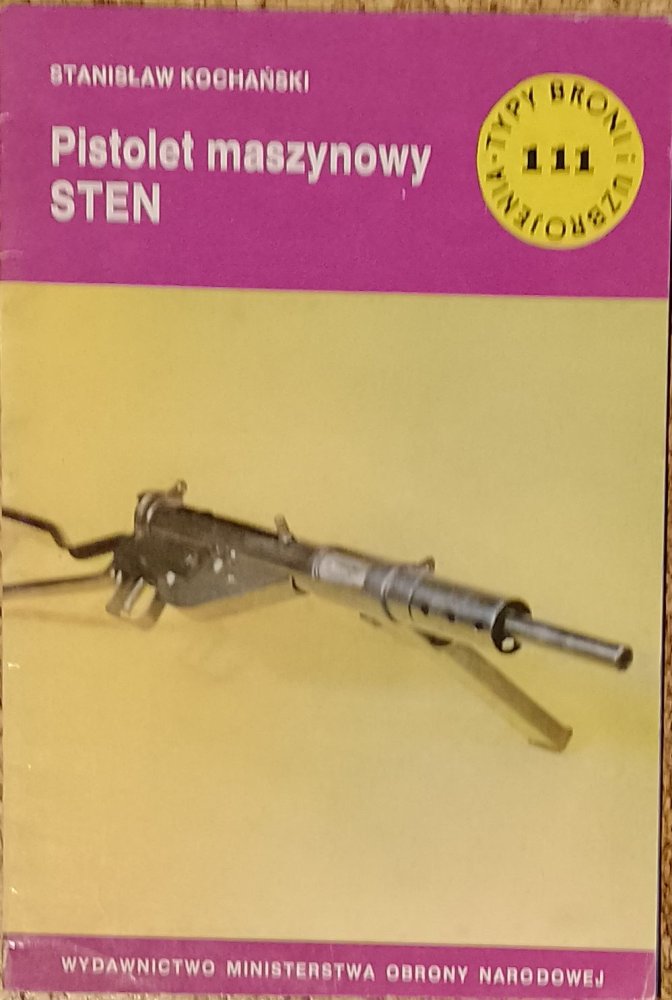 STANISŁAW KOCHAŃSKI
Pistolet maszynowy
STEN
TYPY BRONI i UZBROJENIA •
111
WYDAWNICTWO MINISTERSTWA OBRONY NARODOWEJ